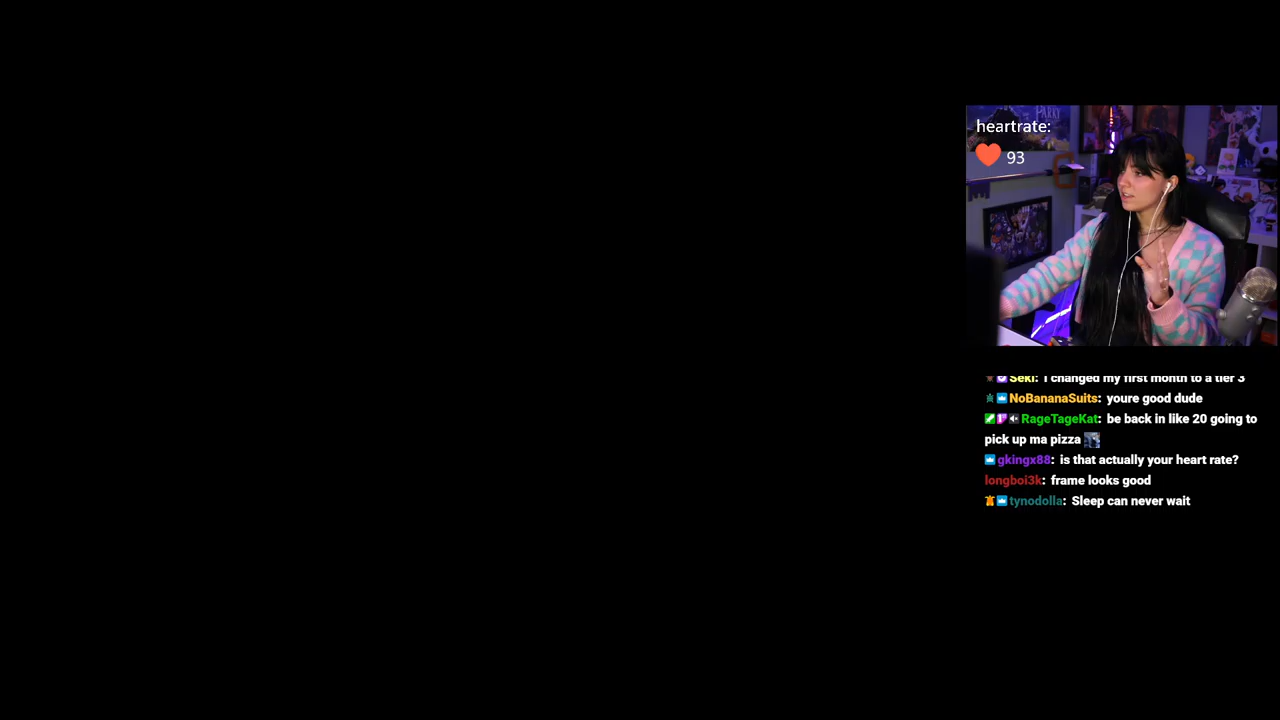 PARKY
heartrate:
93
Seki: I changed my first month to a tier 3
NoBananaSuits: youre good dude
RageTageKat: be back in like 20 going to
pick up ma pizza
gkingx88: is that actually your heart rate?
longboi3k: frame looks good
tynodolla: Sleep can never wait